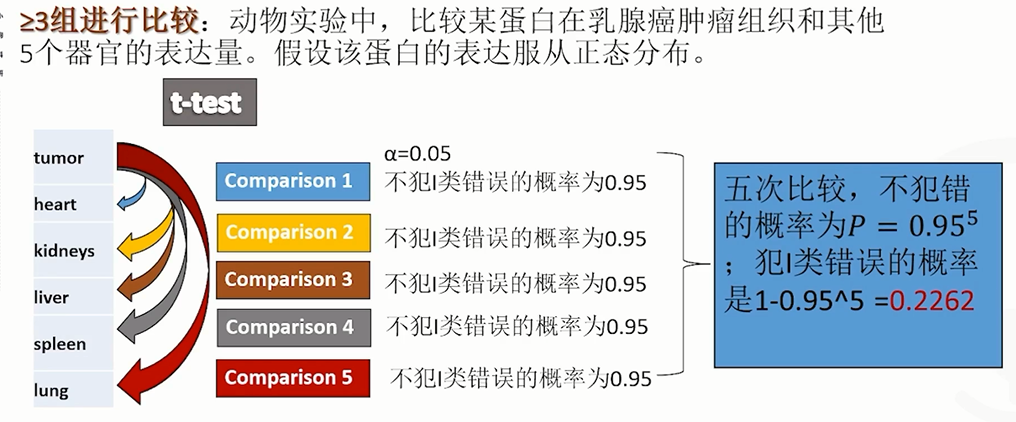 ≥3组进行比较：动物实验中，比较某蛋白在乳腺癌肿瘤组织和其他
5个器官的表达量。假设该蛋白的表达服从正态分布。
t-test
tumor
heart
kidneys
liver
spleen
lung
Comparison 1
Comparison 2
Comparison 3
Comparison 4
Comparison 5
α=0.05
不犯I类错误的概率为0.95
不犯I类错误的概率为0.95
不犯I类错误的概率为0.95
不犯I类错误的概率为0.95
不犯I类错误的概率为0.95
五次比较，不犯错
的概率为P = 0.95⁵
；犯I类错误的概率
是1-0.95^5 =0.2262